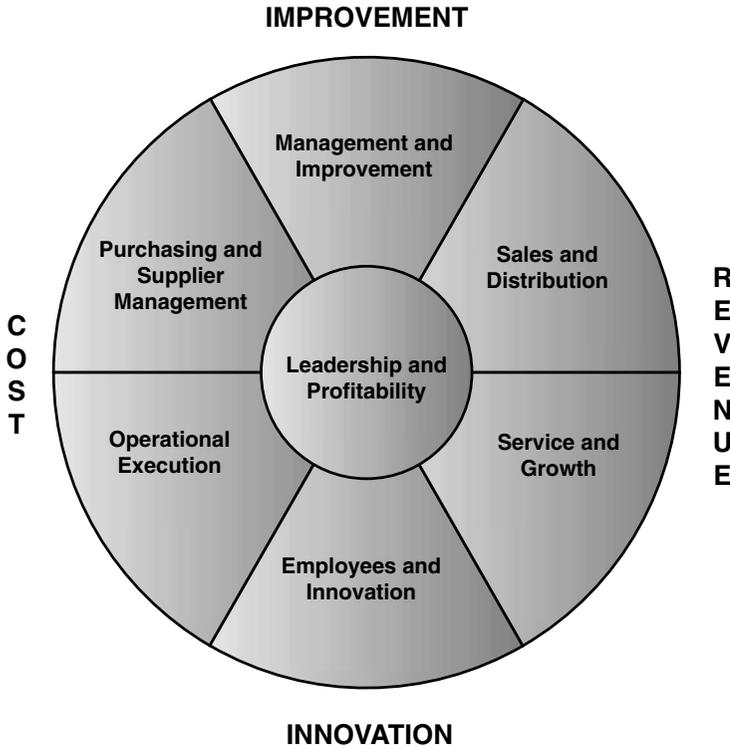 IMPROVEMENT
Management and
Improvement
Purchasing and
Supplier
Management
Sales and
Distribution
C
O
S
T
Leadership and
Profitability
R
E
V
E
N
U
E
Operational
Execution
Service and
Growth
Employees and
Innovation
INNOVATION